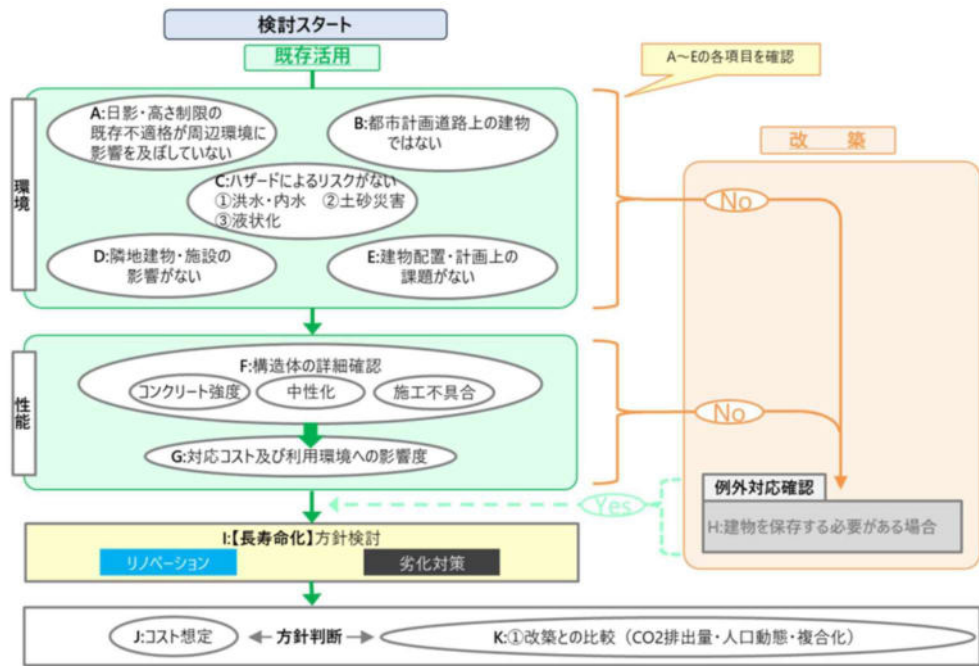 検討スタート
既存活用
A～Eの各項目を確認
環境
A:日影・高さ制限の
既存不適格が周辺環境に
影響を及ぼしていない
B:都市計画道路上の建物
ではない
C:ハザードによるリスクがない
①洪水・内水 ②土砂災害
③液状化
D:隣地建物・施設の
影響がない
E:建物配置・計画上の
課題がない
改 築
No
性能
F:構造体の詳細確認
コンクリート強度
中性化
施工不具合
G:対応コスト及び利用環境への影響度
No
例外対応確認
H:建物を保存する必要がある場合
Yes
I:【長寿命化】方針検討
リノベーション
劣化対策
J:コスト想定
方針判断
K:①改築との比較（CO2排出量・人口動態・複合化）